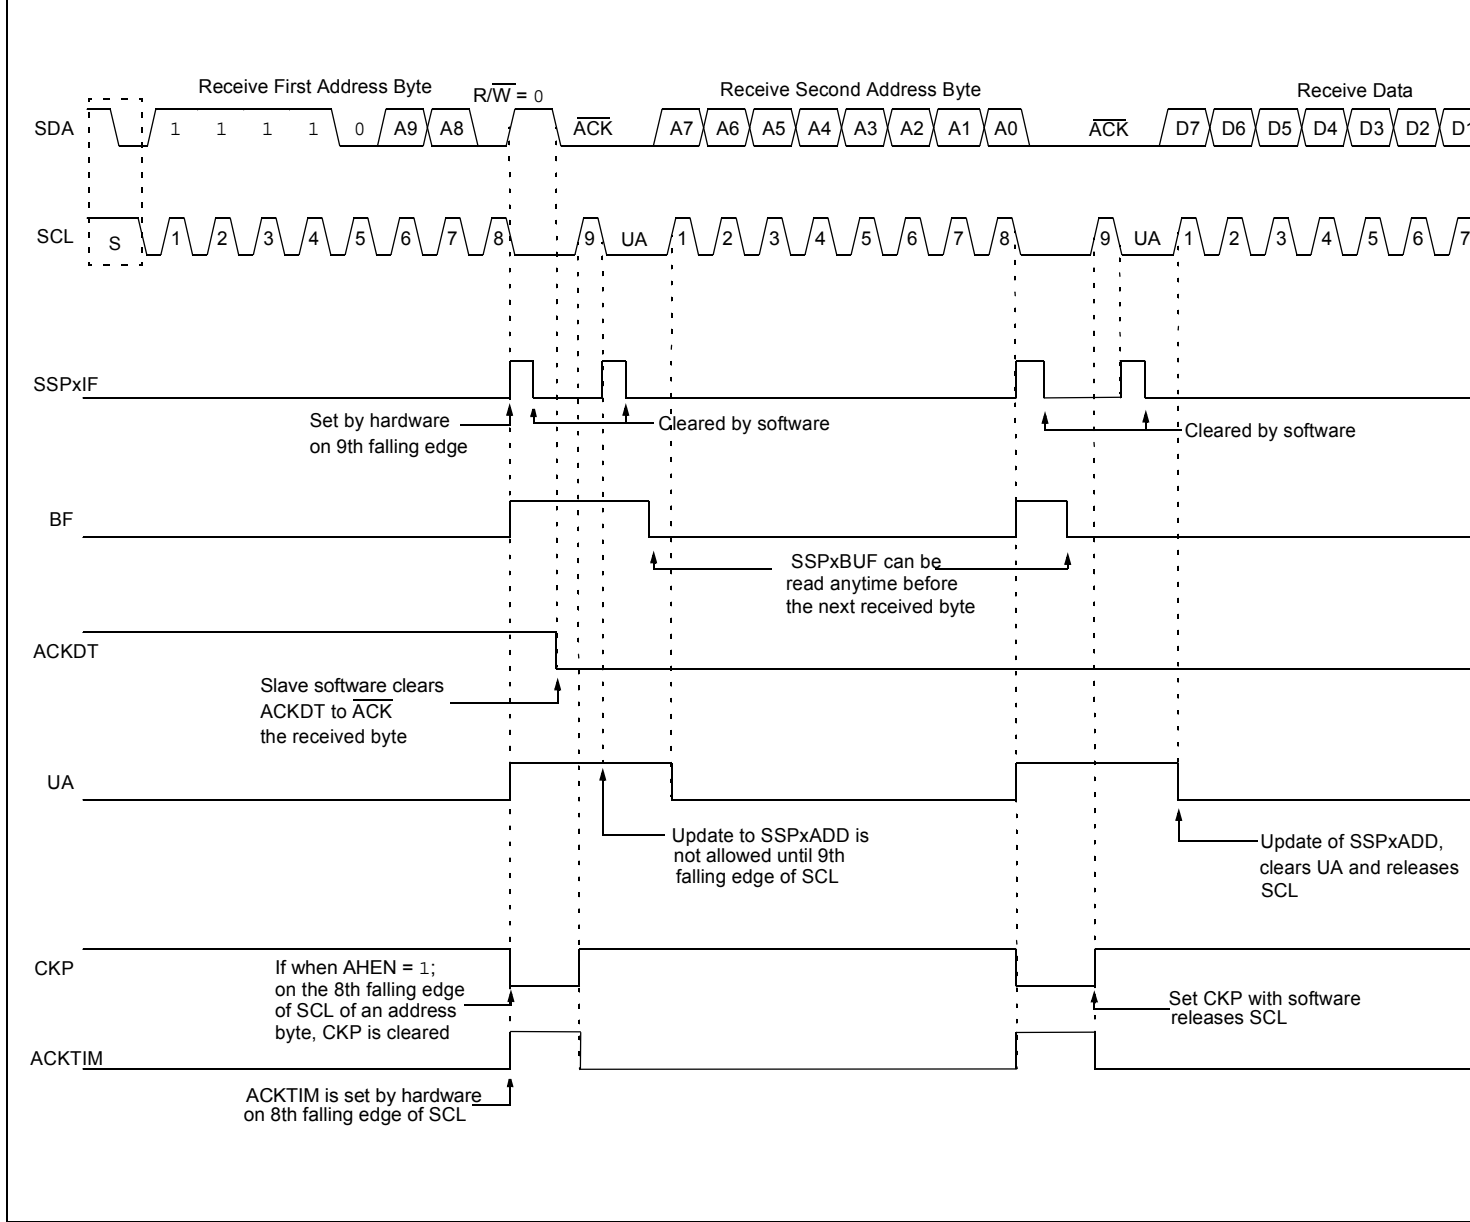 Receive First Address Byte
R/W = 0
Receive Second Address Byte
Receive Data
SDA
1 1 1 1 0 A9 A8
ACK
A7 A6 A5 A4 A3 A2 A1 A0
ACK
D7 D6 D5 D4 D3 D2 D1
SCL
S
1 2 3 4 5 6 7 8
9
UA
1 2 3 4 5 6 7 8
9
UA
1 2 3 4 5 6 7
SSPxIF
Set by hardware
on 9th falling edge
Cleared by software
Cleared by software
BF
SSPxBUF can be
read anytime before
the next received byte
ACKDT
Slave software clears
ACKDT to ACK
the received byte
UA
Update to SSPxADD is
not allowed until 9th
falling edge of SCL
Update of SSPxADD,
clears UA and releases
SCL
CKP
If when AHEN = 1;
on the 8th falling edge
of SCL of an address
byte, CKP is cleared
Set CKP with software
releases SCL
ACKTIM
ACKTIM is set by hardware
on 8th falling edge of SCL